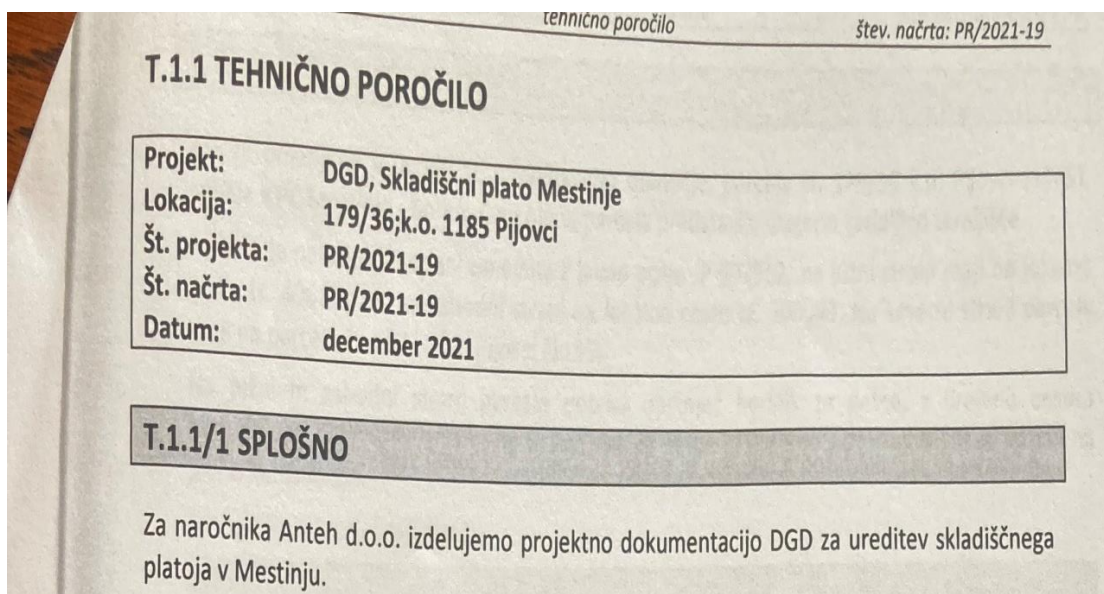 tehnično poročilo
štev. načrta: PR/2021-19
T.1.1 TEHNIČNO POROČILO
Projekt: DGD, Skladiščni plato Mestinje
Lokacija: 179/36;k.o. 1185 Pijovci
Št. projekta: PR/2021-19
Št. načrta: PR/2021-19
Datum: december 2021
T.1.1/1 SPLOŠNO
Za naročnika Anteh d.o.o. izdelujemo projektno dokumentacijo DGD za ureditev skladiščnega
platoja v Mestinju.